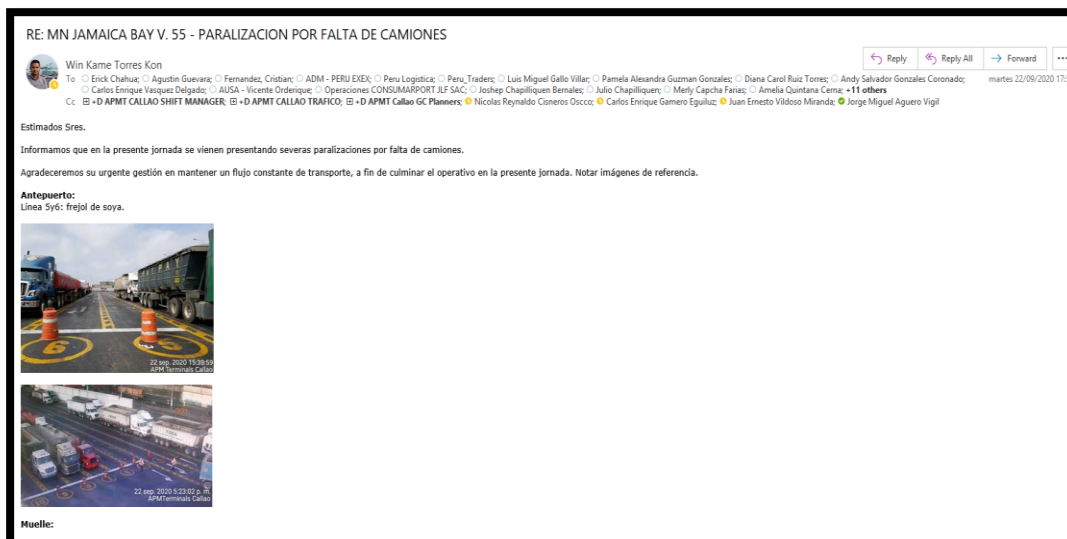 RE: MN JAMAICA BAY V. 55 - PARALIZACION POR FALTA DE CAMIONES
Reply Reply All Forward
Win Kame Torres Kon
martes 22/09/2020 17:5
To Erick Chahua; Agustin Guevara; Fernandez, Cristian; ADM - PERU EXEX; Peru Logistica; Peru_Traders; Luis Miguel Gallo Villar; Pamela Alexandra Guzman Gonzales; Diana Carol Ruiz Torres; Andy Salvador Gonzales Coronado;
Carlos Enrique Vasquez Delgado; AUSA - Vicente Orderique; Operaciones CONSUMARPORT JLF SAC; Joshep Chapilliquen Bernales; Julio Chapilliquen; Merly Capcha Farias; Amelia Quintana Cerna; +11 others
Cc +D APMT CALLAO SHIFT MANAGER; +D APMT CALLAO TRAFICO; +D APMT Callao GC Planners; Nicolas Reynaldo Cisneros Oscco; Carlos Enrique Gamero Eguiluz; Juan Ernesto Vildoso Miranda; Jorge Miguel Aguero Vigil
Estimados Sres.
Informamos que en la presente jornada se vienen presentando severas paralizaciones por falta de camiones.
Agradeceremos su urgente gestión en mantener un flujo constante de transporte, a fin de culminar el operativo en la presente jornada. Notar imágenes de referencia.
Antepuerto:
Línea 5y6: frejol de soya.
6 5
22 sep. 2020 15:39:59
APM Terminals Callao
22 sep. 2020 5:23:02 p. m.
APMTerminals Callao
Muelle: